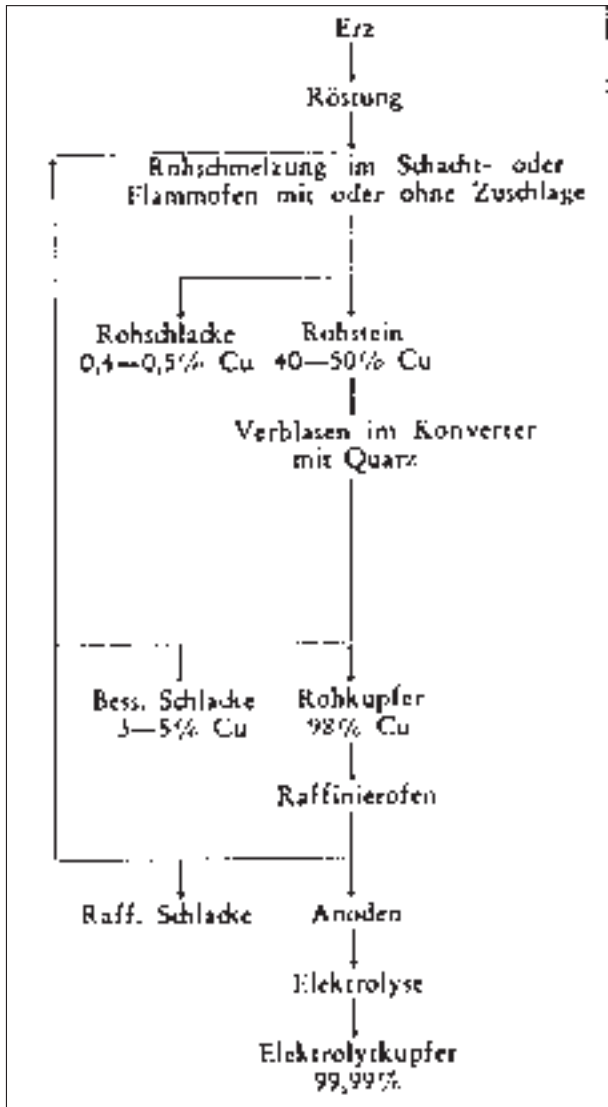 Erz
Röstung
Rohschmelzung im Schacht- oder
Flammofen mit oder ohne Zuschlage
Rohschlacke Rohstein
0,4—0,5% Cu 40—50% Cu
Verblasen im Konverter
mit Quarz
Bess. Schlacke Rohkupfer
3—5% Cu 98% Cu
Raffinierofen
Raff. Schlacke Anoden
Elektrolyse
Elektrolytkupfer
99,99%